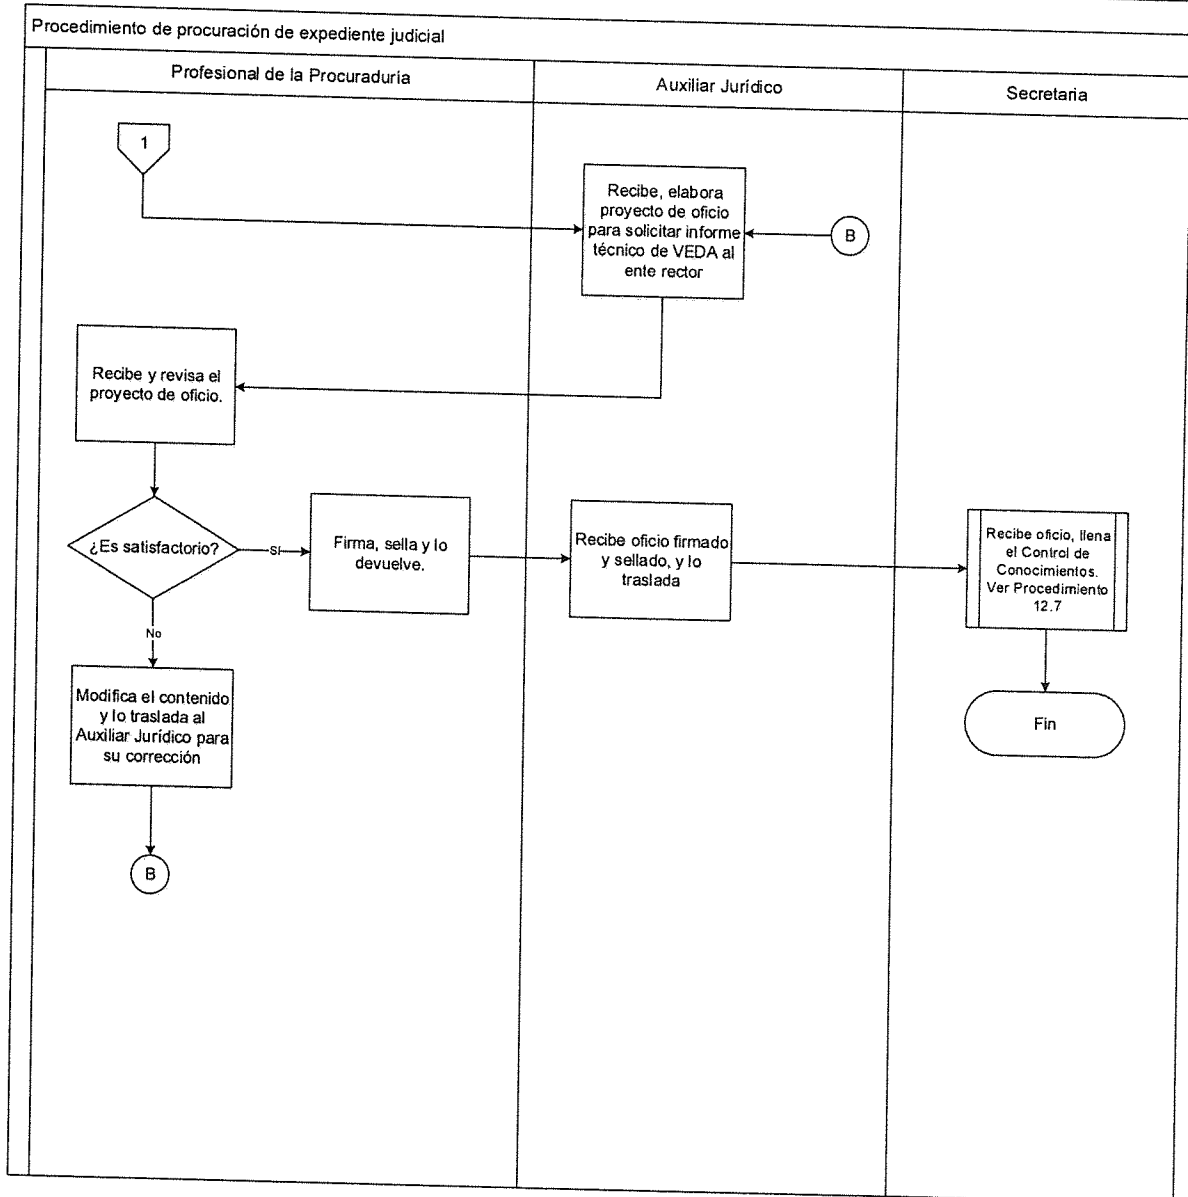 Procedimiento de procuración de expediente judicial
Profesional de la Procuraduría
Auxiliar Jurídico
Secretaria
1
Recibe, elabora
proyecto de oficio
para solicitar informe
técnico de VEDA al
ente rector
B
Recibe y revisa el
proyecto de oficio.
¿Es satisfactorio?
SI
Firma, sella y lo
devuelve.
Recibe oficio firmado
y sellado, y lo
traslada
Recibe oficio, llena
el Control de
Conocimientos.
Ver Procedimiento
12.7
No
Modifica el contenido
y lo traslada al
Auxiliar Jurídico para
su corrección
Fin
B